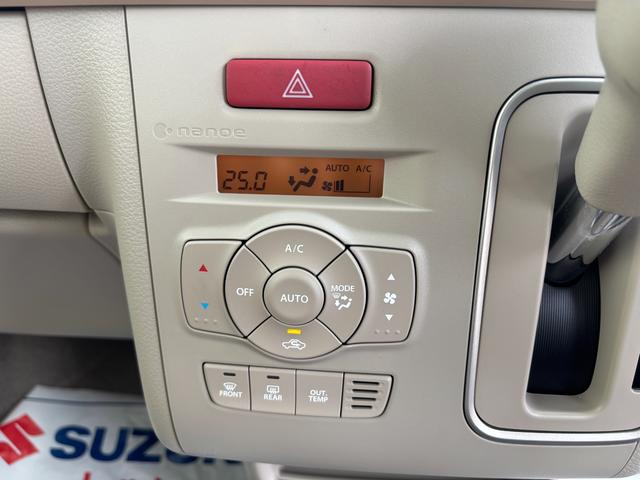 nanoe
AUTO A/C
25.0
A/C
OFF
AUTO
MODE
FRONT
REAR
OUT.
TEMP
SUZU